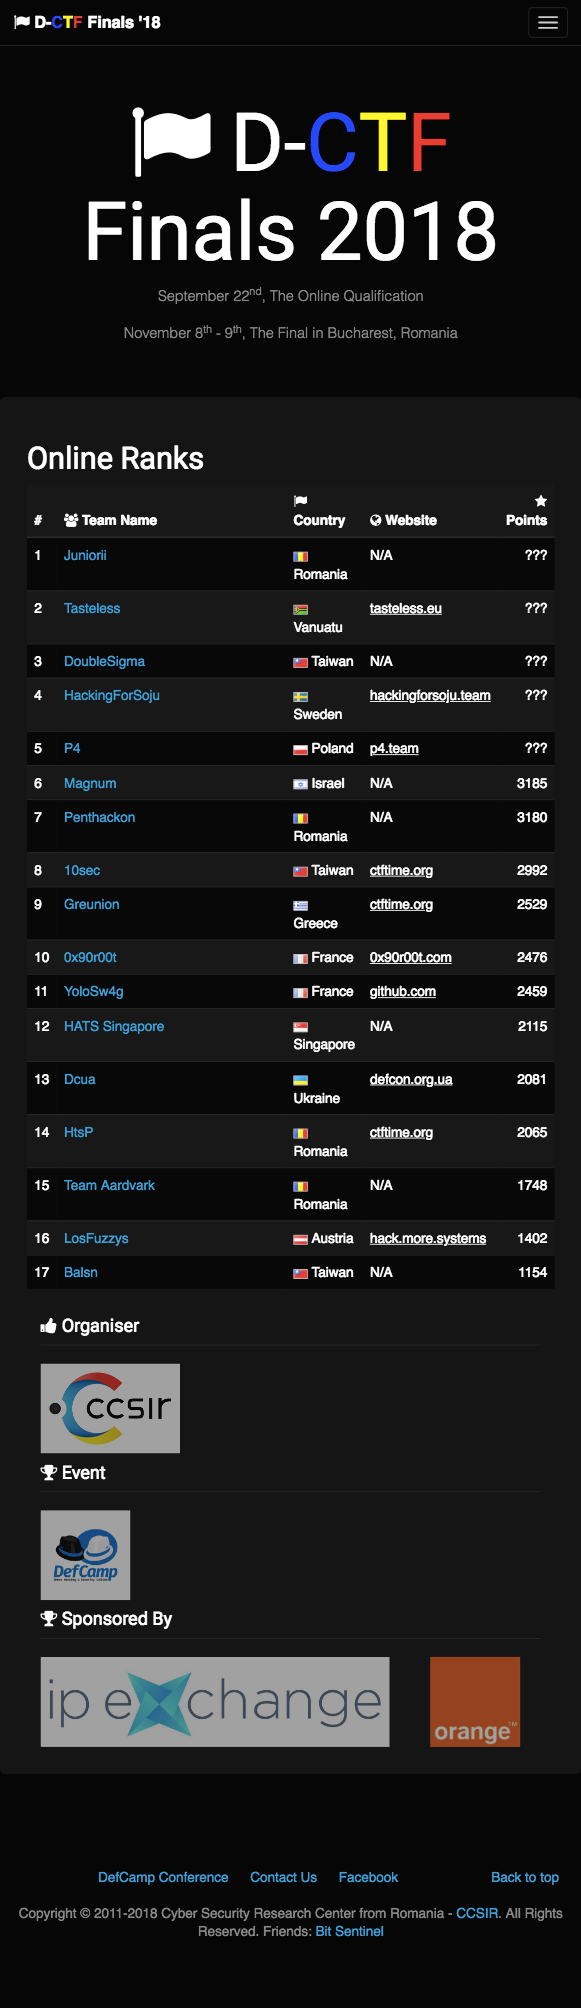 D-CTF Finals '18
D-CTF
Finals 2018
September 22nd, The Online Qualification
November 8th - 9th, The Final in Bucharest, Romania
Online Ranks
# Team Name Country Website Points
1 Juniorii Romania N/A ???
2 Tasteless Vanuatu tasteless.eu ???
3 DoubleSigma Taiwan N/A ???
4 HackingForSoju Sweden hackingforsoju.team ???
5 P4 Poland p4.team ???
6 Magnum Israel N/A 3185
7 Penthackon Romania N/A 3180
8 10sec Taiwan ctftime.org 2992
9 Greunion Greece ctftime.org 2529
10 0x90r00t France 0x90r00t.com 2476
11 YoloSw4g France github.com 2459
12 HATS Singapore Singapore N/A 2115
13 Dcua Ukraine defcon.org.ua 2081
14 HtsP Romania ctftime.org 2065
15 Team Aardvark Romania N/A 1748
16 LosFuzzys Austria hack.more.systems 1402
17 Balsn Taiwan N/A 1154
Organiser
ccsir
Event
DefCamp
Sponsored By
ip exchange
orange™
DefCamp Conference Contact Us Facebook Back to top
Copyright © 2011-2018 Cyber Security Research Center from Romania - CCSIR. All Rights
Reserved. Friends: Bit Sentinel